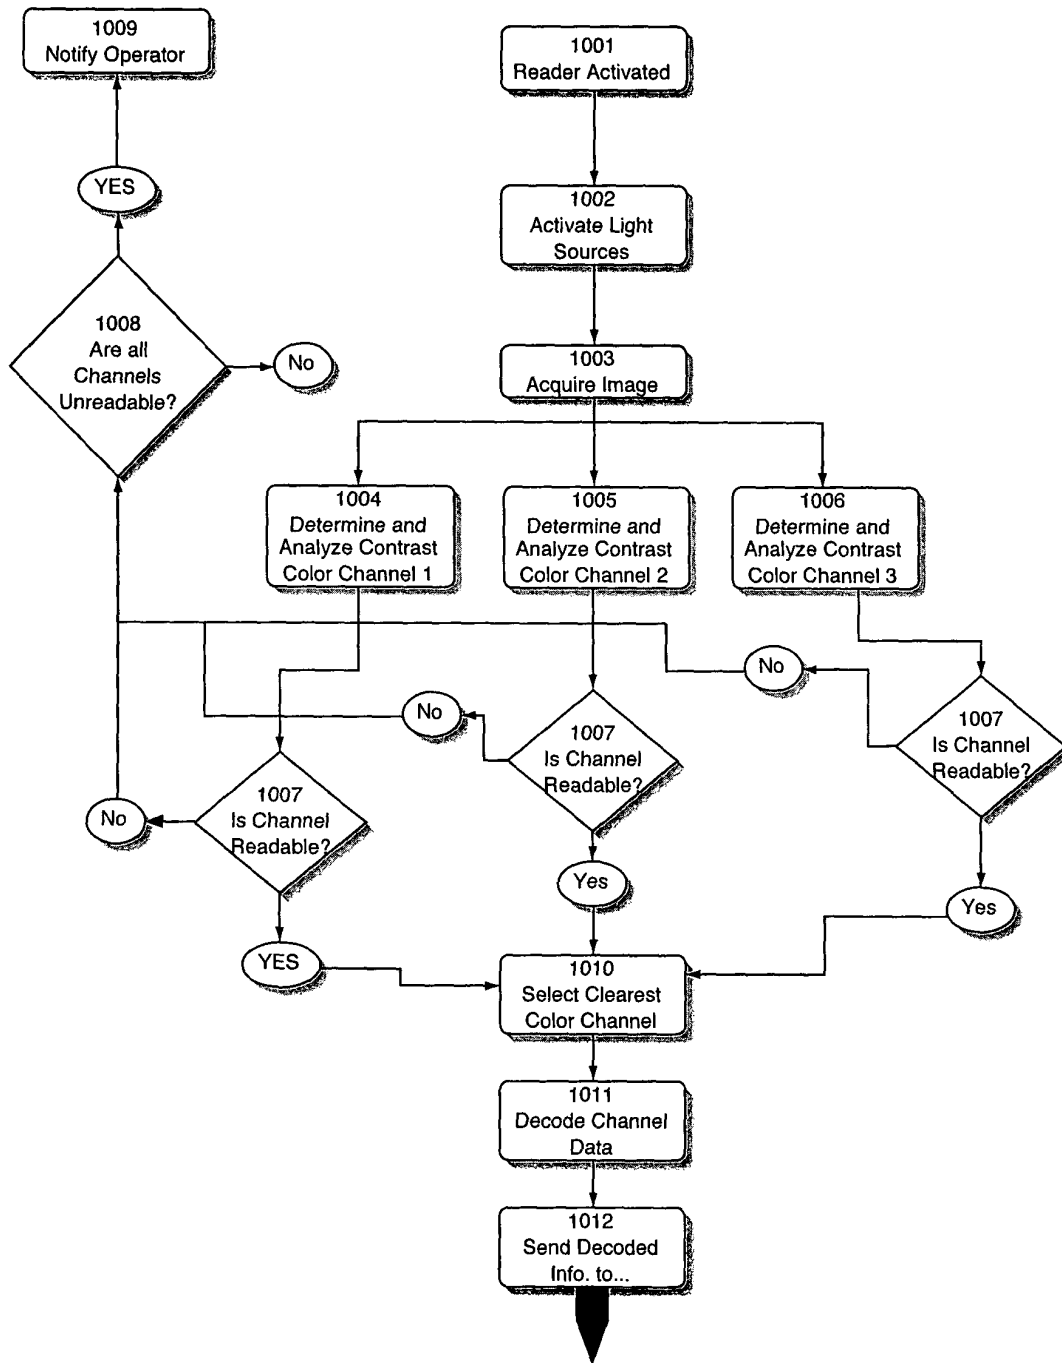 1009
Notify Operator
1001
Reader Activated
YES
1002
Activate Light
Sources
1008
Are all
Channels
Unreadable?
No
1003
Acquire Image
1004
Determine and
Analyze Contrast
Color Channel 1
1005
Determine and
Analyze Contrast
Color Channel 2
1006
Determine and
Analyze Contrast
Color Channel 3
No
No
1007
Is Channel
Readable?
1007
Is Channel
Readable?
No
1007
Is Channel
Readable?
Yes
Yes
YES
1010
Select Clearest
Color Channel
1011
Decode Channel
Data
1012
Send Decoded
Info. to...